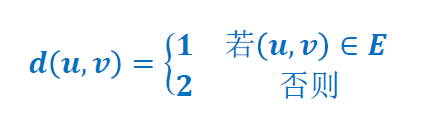 d(u, v) = {1 若(u, v) ∈ E
2 否则